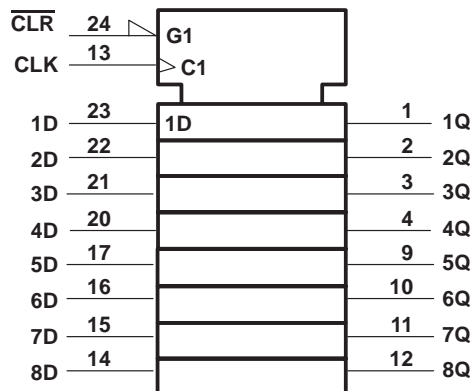 CLR 24 G1
CLK 13 C1
1D 23 1D 1 1Q
2D 22 2 2Q
3D 21 3 3Q
4D 20 4 4Q
5D 17 9 5Q
6D 16 10 6Q
7D 15 11 7Q
8D 14 12 8Q